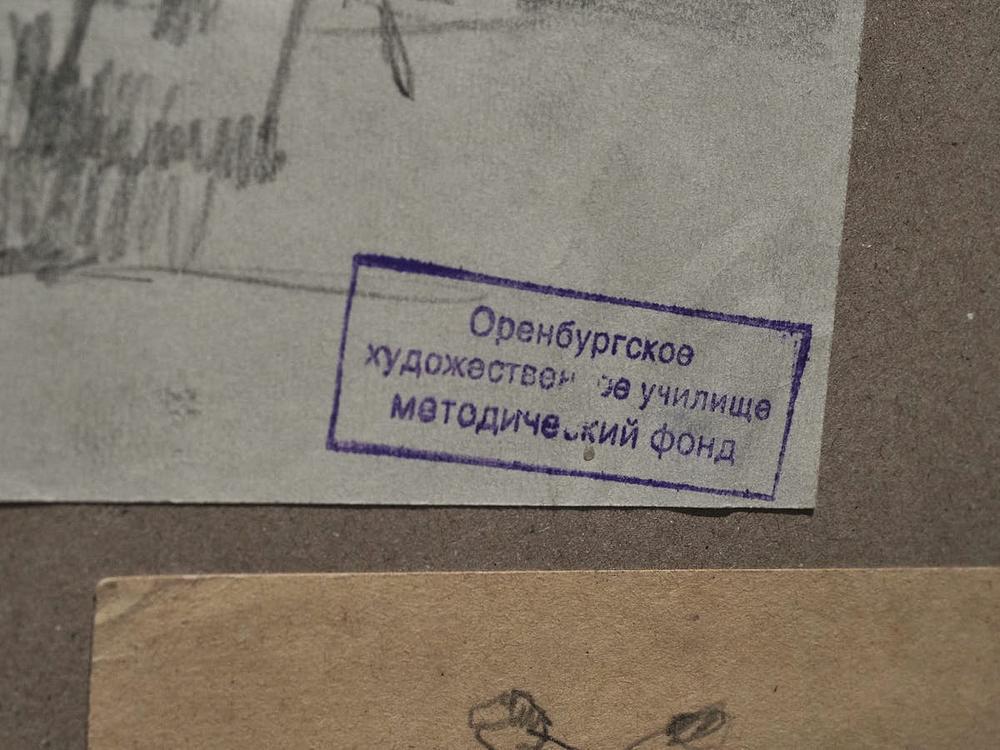 Оренбургское
художественное училище
методический фонд